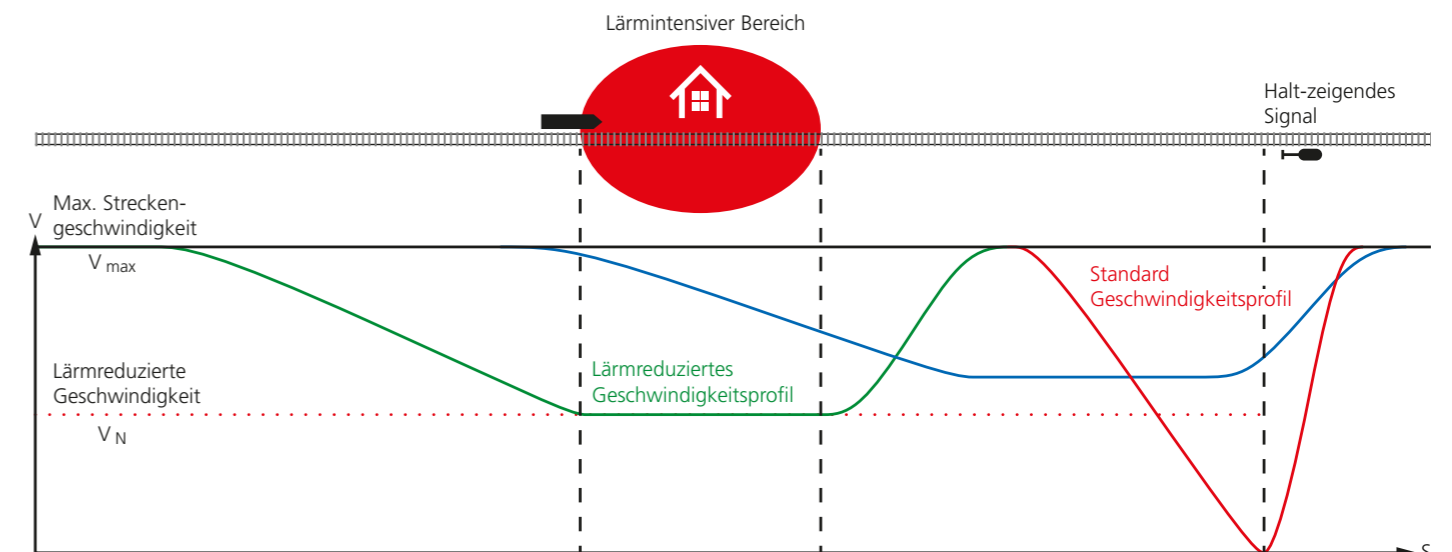 Lärmintensiver Bereich
Halt-zeigendes
Signal
Max. Strecken-
geschwindigkeit
V
V max
Standard
Geschwindigkeitsprofil
Lärmreduzierte
Geschwindigkeit
Lärmreduziertes
Geschwindigkeitsprofil
V N
S